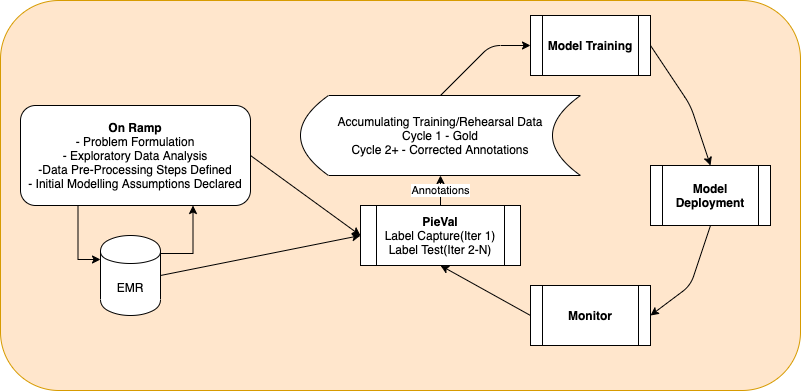 On Ramp
- Problem Formulation
- Exploratory Data Analysis
-Data Pre-Processing Steps Defined
- Initial Modelling Assumptions Declared
EMR
Accumulating Training/Rehearsal Data
Cycle 1 - Gold
Cycle 2+ - Corrected Annotations
Annotations
PieVal
Label Capture(Iter 1)
Label Test(Iter 2-N)
Model Training
Model
Deployment
Monitor